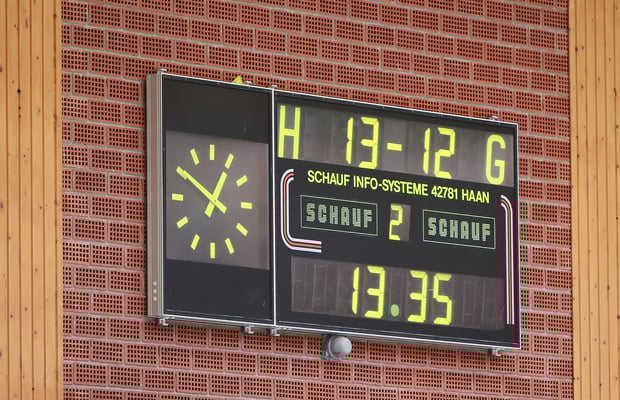 H 13-12 G
SCHAUF INFO-SYSTEME 42781 HAAN
SCHAUF 2 SCHAUF
13.35